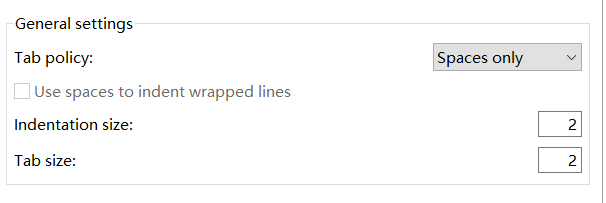 General settings
Tab policy: Spaces only
Use spaces to indent wrapped lines
Indentation size: 2
Tab size: 2